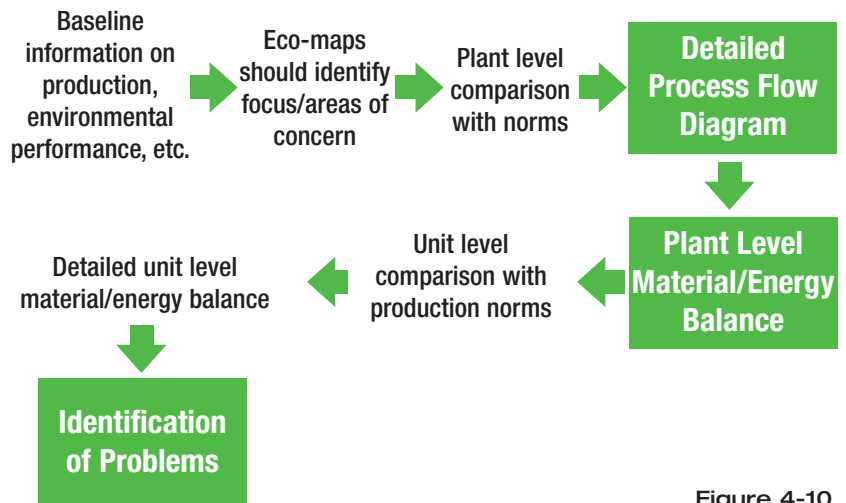 Baseline
information on
production,
environmental
performance, etc.
Eco-maps
should identify
focus/areas of
concern
Plant level
comparison
with norms
Detailed
Process Flow
Diagram
Plant Level
Material/Energy
Balance
Unit level
comparison with
production norms
Detailed unit level
material/energy balance
Identification
of Problems
Figure 4-10